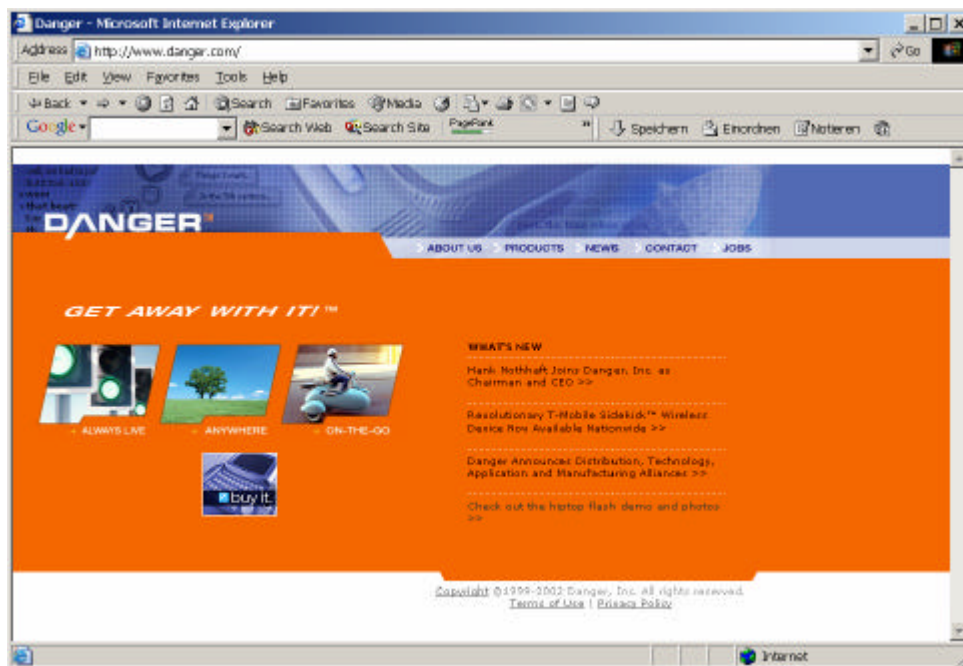 Danger - Microsoft Internet Explorer
Address http://www.danger.com/ Go
File Edit View Favorites Tools Help
Back Search Favorites Media
Google Search Web Search Site PageRank » Speichern Einordnen Notieren
DANGER™
ABOUT US PRODUCTS NEWS CONTACT JOBS
GET AWAY WITH IT!™
ALWAYS LIVE ANYWHERE ON-THE-GO
buy it.
WHAT'S NEW
Hank Nothhaft Joins Danger, Inc. as
Chairman and CEO >>
Revolutionary T-Mobile Sidekick™ Wireless
Device Now Available Nationwide >>
Danger Announces Distribution, Technology,
Application and Manufacturing Alliances >>
Check out the hiptop flash demo and photos
>>
Copyright ©1999-2002 Danger, Inc. All rights reserved.
Terms of Use | Privacy Policy
Internet